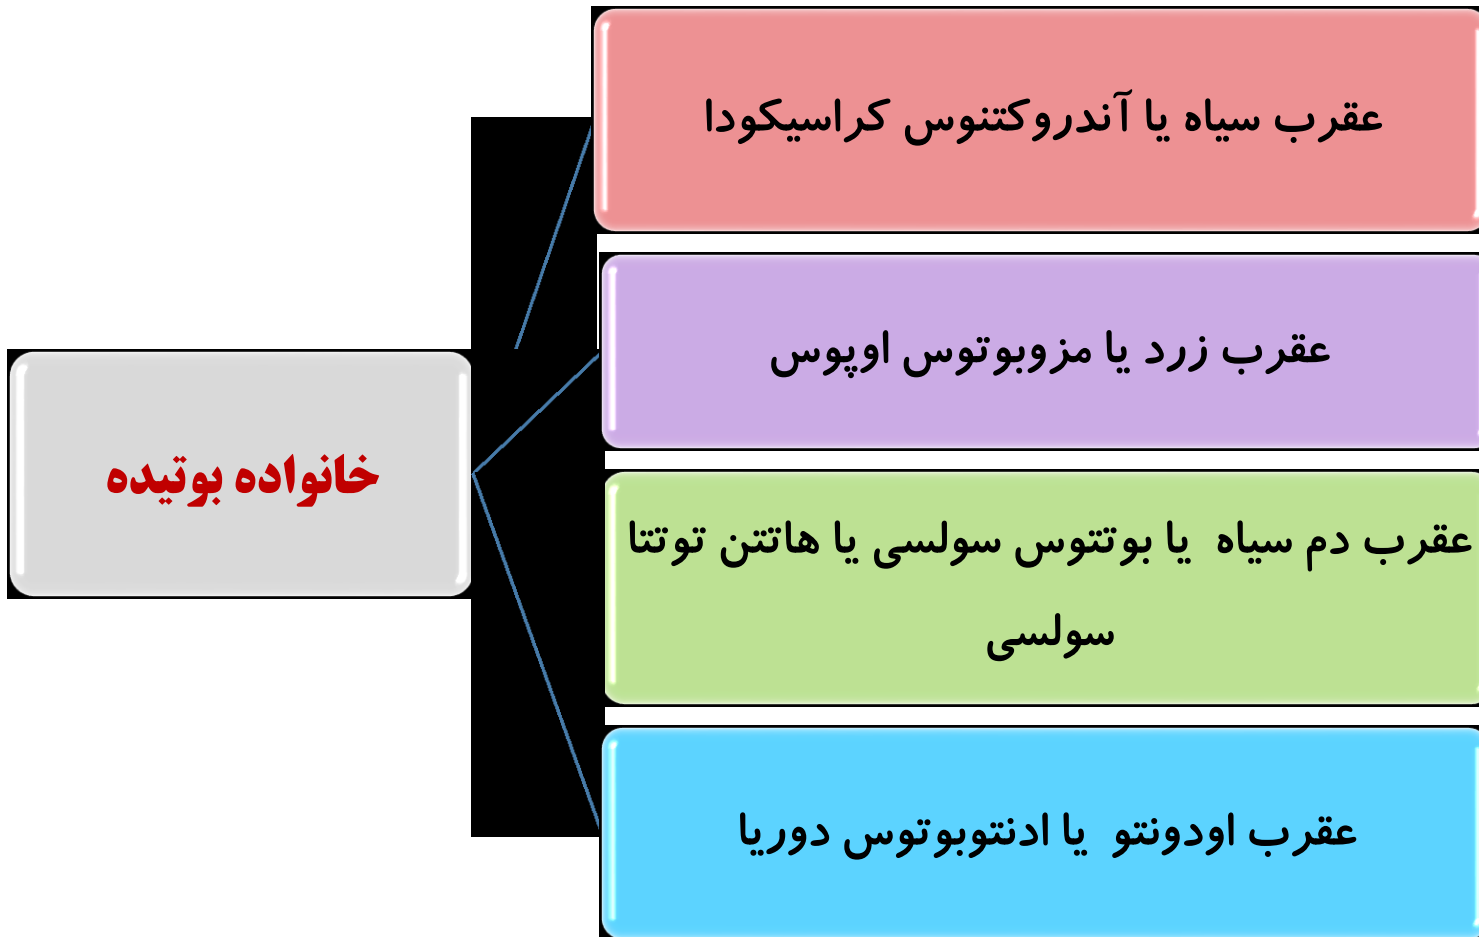 عقرب سیاه یا آندروکتنوس کراسیکودا
عقرب زرد یا مزوبوتوس اوپوس
خانواده بوتیده
عقرب دم سیاه یا بوتتوس سولسی یا هاتتن توتتا
سولسی
عقرب اودونتو یا ادنتوبوتوس دوریا